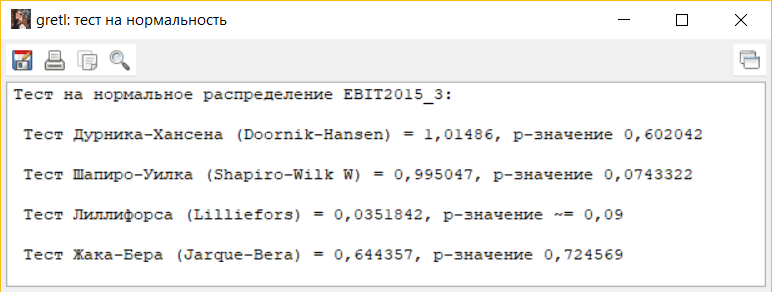 gretl: тест на нормальность
Тест на нормальное распределение EBIT2015_3:
Тест Дурника-Хансена (Doornik-Hansen) = 1,01486, p-значение 0,602042
Тест Шапиро-Уилка (Shapiro-Wilk W) = 0,995047, p-значение 0,0743322
Тест Лиллифорса (Lilliefors) = 0,0351842, p-значение ~= 0,09
Тест Жака-Бера (Jarque-Bera) = 0,644357, p-значение 0,724569